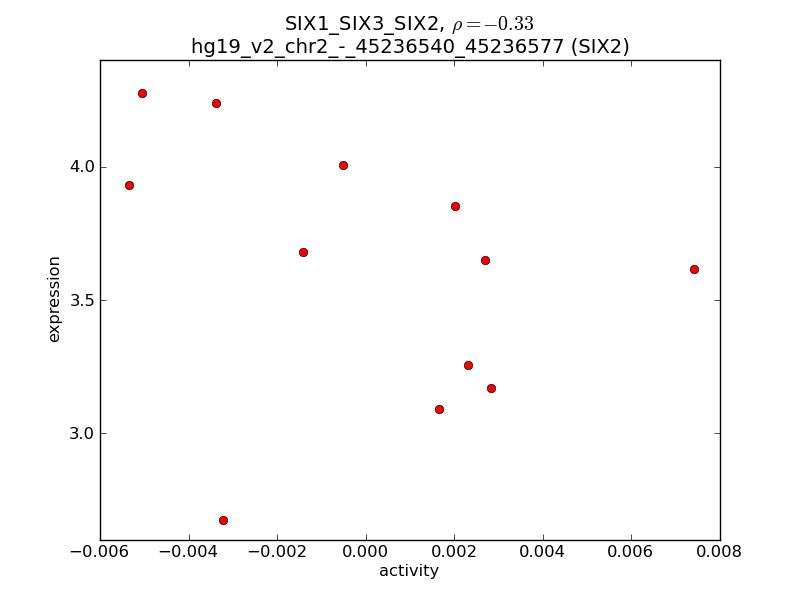 SIX1_SIX3_SIX2, ρ=−0.33
hg19_v2_chr2_-_45236540_45236577 (SIX2)
4.0
3.5
3.0
expression
−0.006 −0.004 −0.002 0.000 0.002 0.004 0.006 0.008
activity